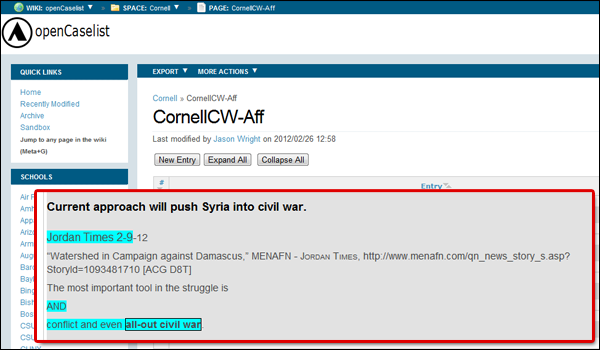 WIKI: openCaselist ▼ SPACE: Cornell ▼ PAGE: CornellCW-Aff
openCaselist
QUICK LINKS
Home
Recently Modified
Archive
Sandbox
Jump to any page in the wiki
(Meta+G)
SCHOOLS
Air F
Amh
App
Ariz
Arm
Aug
Bar
Bay
Bing
Bish
Bos
CSU
CSU
EXPORT ▼ MORE ACTIONS ▼
Cornell » CornellCW-Aff
CornellCW-Aff
Last modified by Jason Wright on 2012/02/26 12:58
New Entry Expand All Collapse All
# Entry
Current approach will push Syria into civil war.
Jordan Times 2-9-12
"Watershed in Campaign against Damascus," MENAFN - JORDAN TIMES, http://www.menafn.com/qn_news_story_s.asp?
StoryId=1093481710 [ACG D8T]
The most important tool in the struggle is
AND
conflict and even all-out civil war.